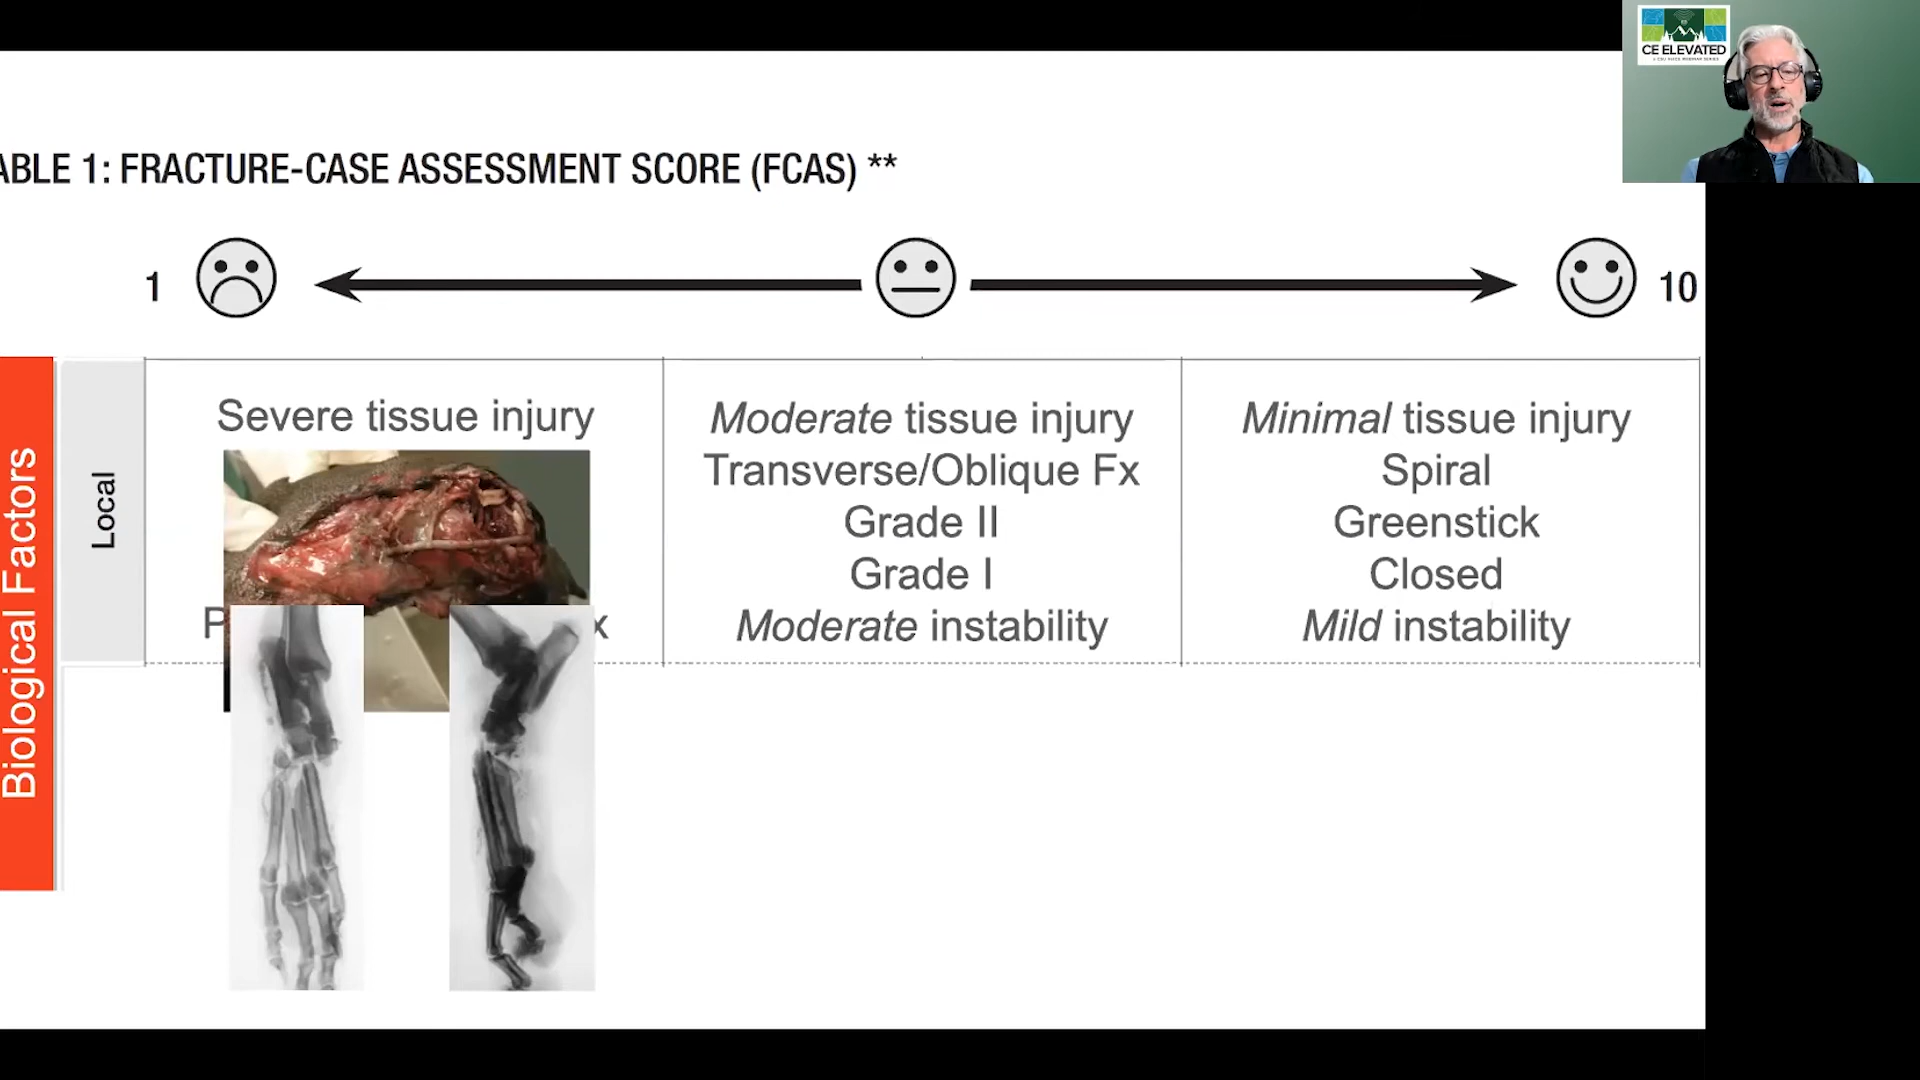 CE ELEVATED
ABLE 1: FRACTURE-CASE ASSESSMENT SCORE (FCAS) **
1
10
Biological Factors
Local
Severe tissue injury
P
x
Moderate tissue injury
Transverse/Oblique Fx
Grade II
Grade I
Moderate instability
Minimal tissue injury
Spiral
Greenstick
Closed
Mild instability